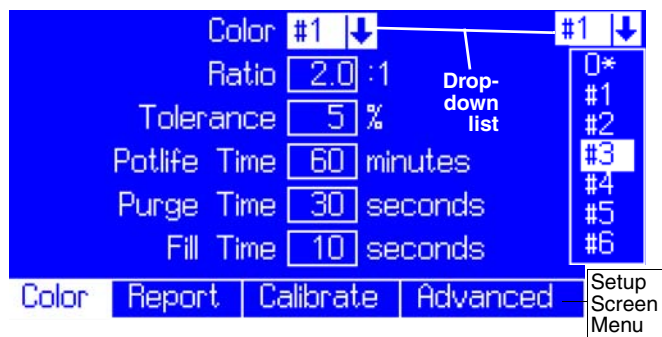 Color #1
Ratio 2.0 :1
Tolerance 5 %
Potlife Time 60 minutes
Purge Time 30 seconds
Fill Time 10 seconds
Drop-
down
list
#1
0*
#1
#2
#3
#4
#5
#6
Color Report Calibrate Advanced
Setup
Screen
Menu